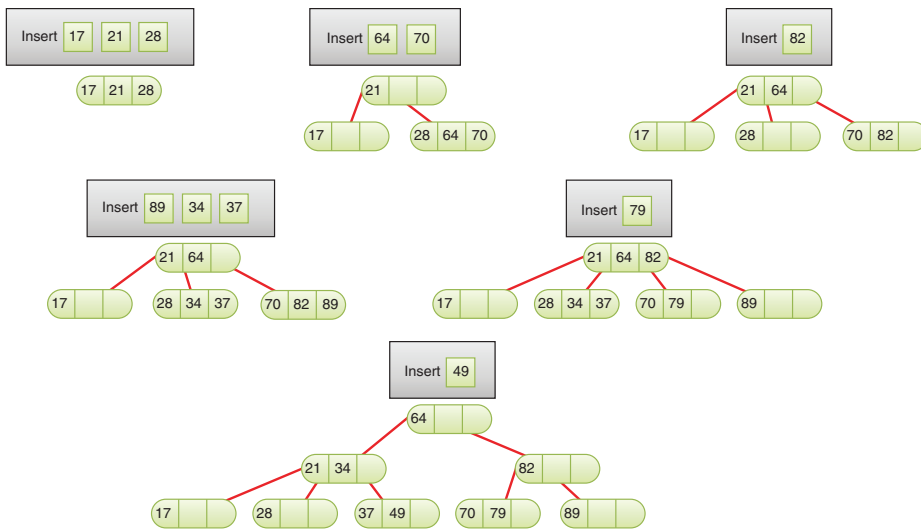 Insert 17 21 28
17 21 28
Insert 64 70
21
17
28 64 70
Insert 82
21 64
17
28
70 82
Insert 89 34 37
21 64
17
28 34 37
70 82 89
Insert 79
21 64 82
17
28 34 37
70 79
89
Insert 49
64
21 34
82
17
28
37 49
70 79
89